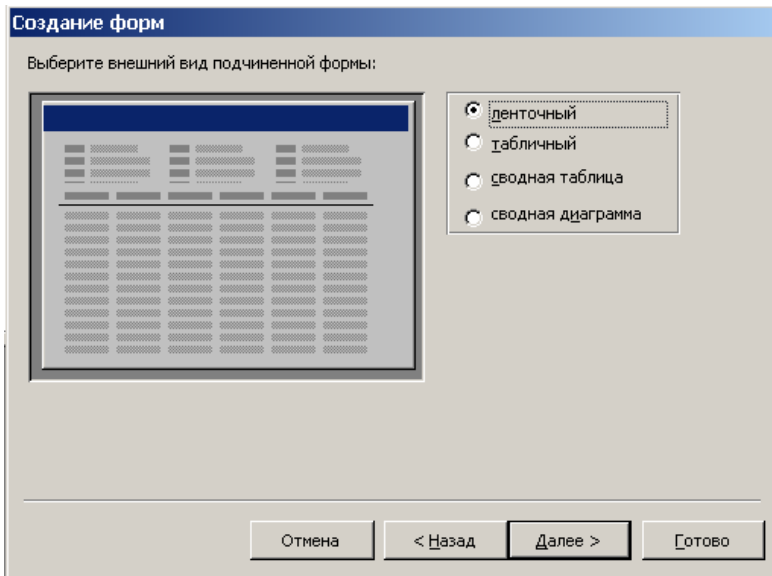 Создание форм
Выберите внешний вид подчиненной формы:
ленточный
табличный
сводная таблица
сводная диаграмма
Отмена
< Назад
Далее >
Готово